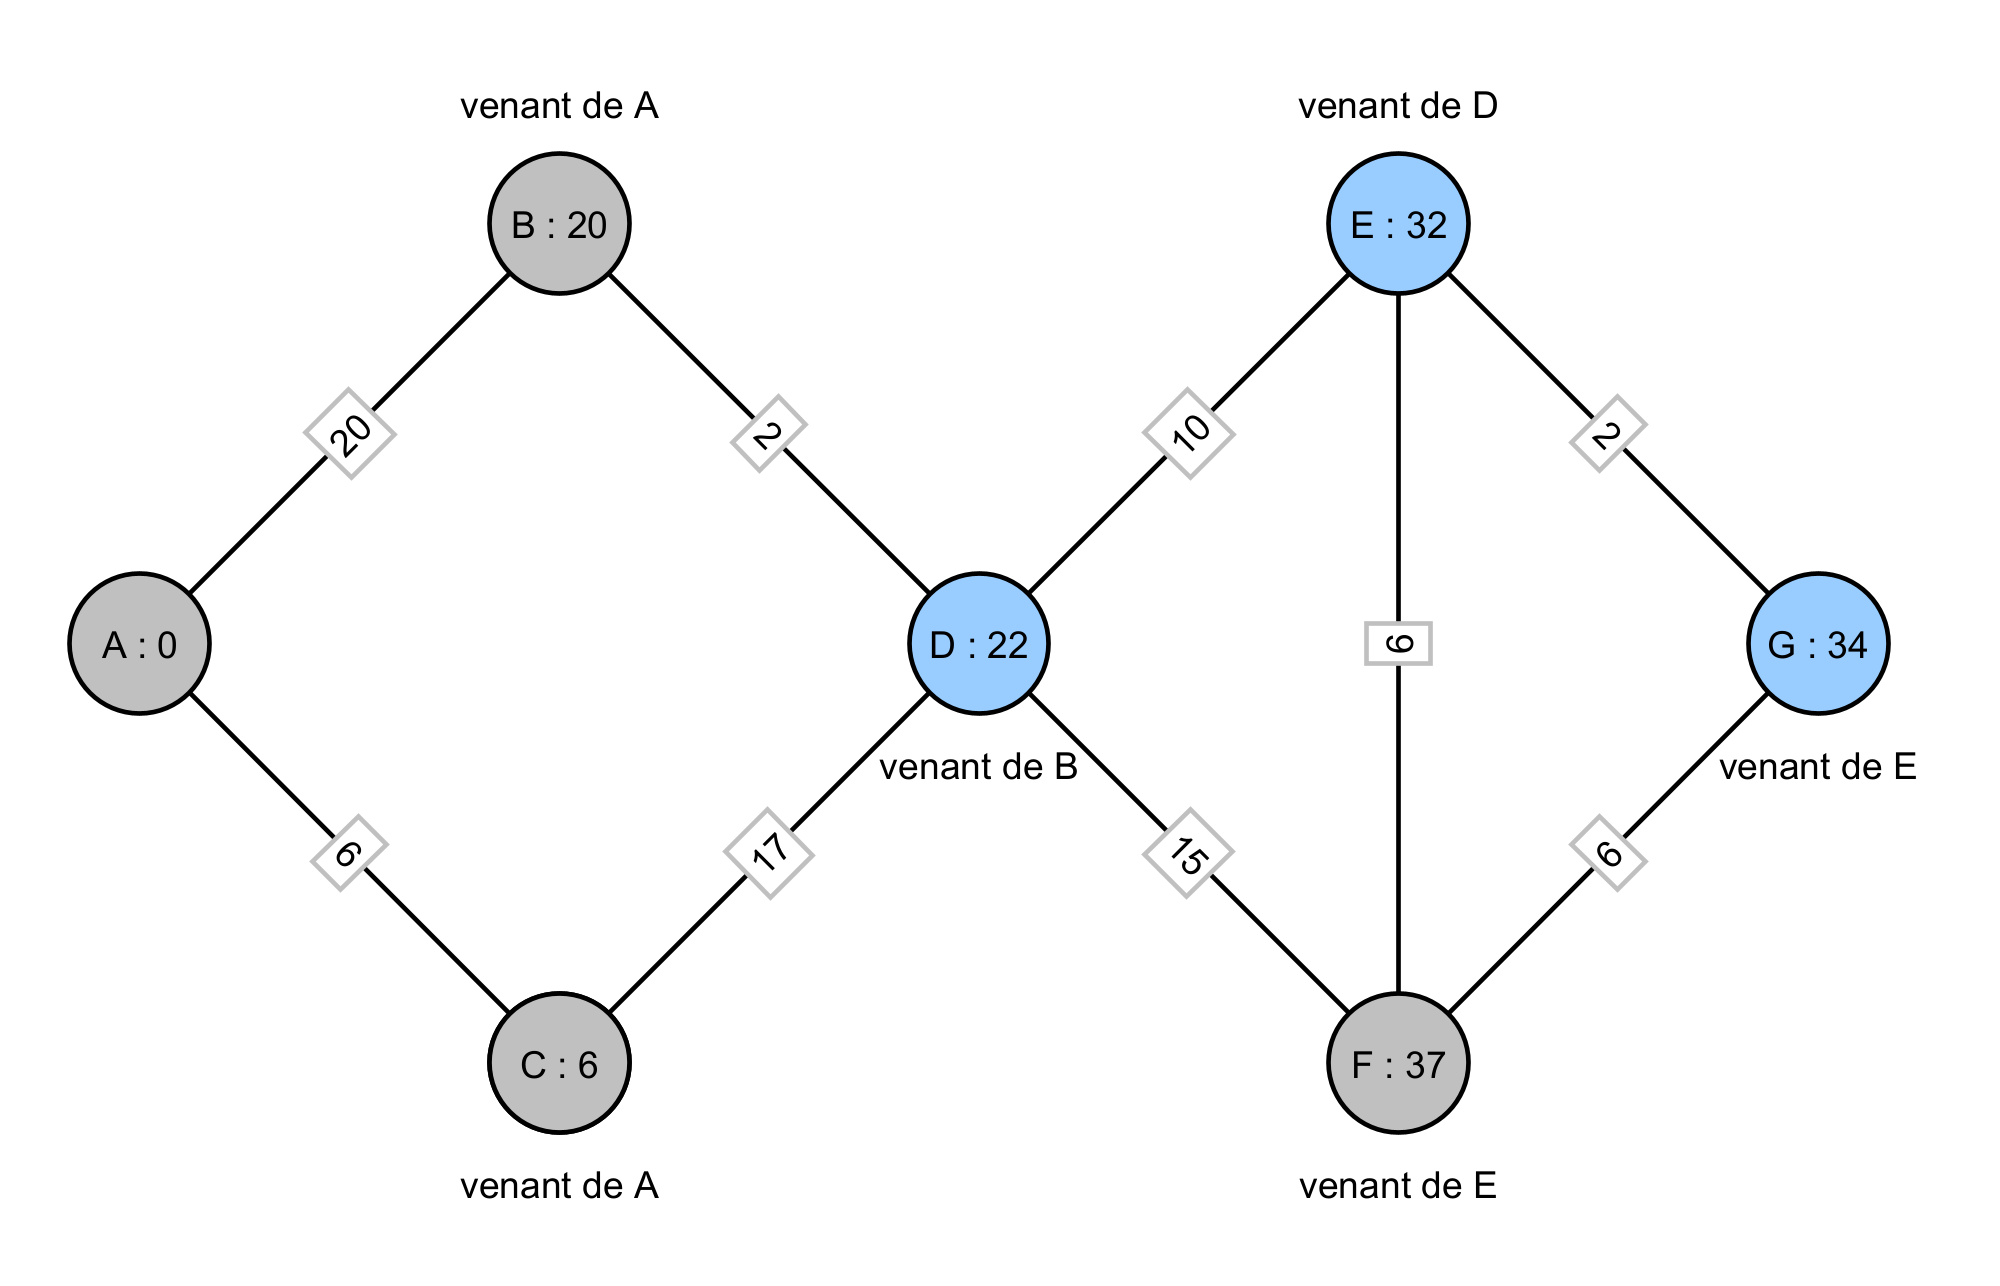 venant de A
venant de D
B : 20
E : 32
20
2
10
2
A : 0
D : 22
6
G : 34
venant de B
venant de E
6
17
15
6
C : 6
F : 37
venant de A
venant de E